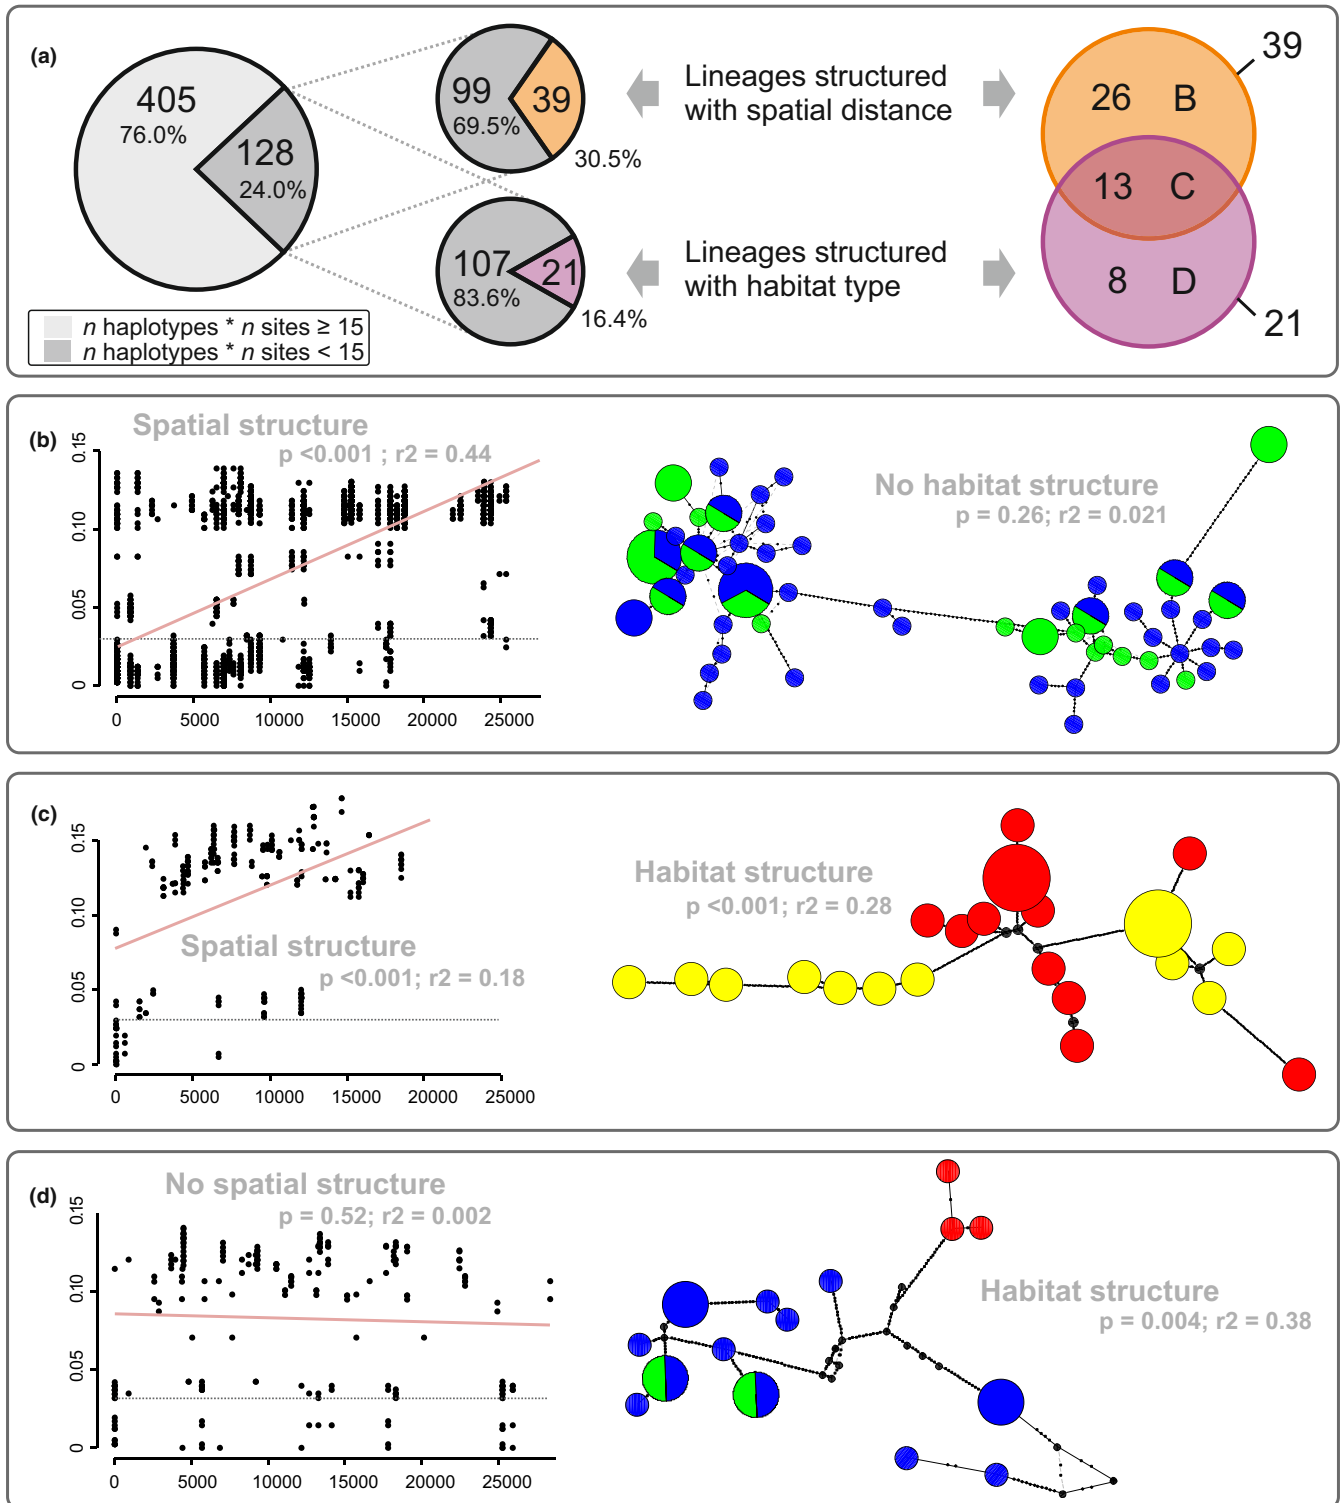 (a)
405
76.0%
128
24.0%
n haplotypes * n sites ≥ 15
n haplotypes * n sites < 15
99
69.5%
39
30.5%
107
83.6%
21
16.4%
Lineages structured
with spatial distance
Lineages structured
with habitat type
39
26 B
13 C
8 D
21
(b)
Spatial structure
p <0.001 ; r2 = 0.44
0.15
0.10
0.05
0
0 5000 10000 15000 20000 25000
No habitat structure
p = 0.26; r2 = 0.021
(c)
0.15
0.10
0.05
0
Spatial structure
p <0.001; r2 = 0.18
0 5000 10000 15000 20000 25000
Habitat structure
p <0.001; r2 = 0.28
(d)
No spatial structure
p = 0.52; r2 = 0.002
0.15
0.10
0.05
0
0 5000 10000 15000 20000 25000
Habitat structure
p = 0.004; r2 = 0.38